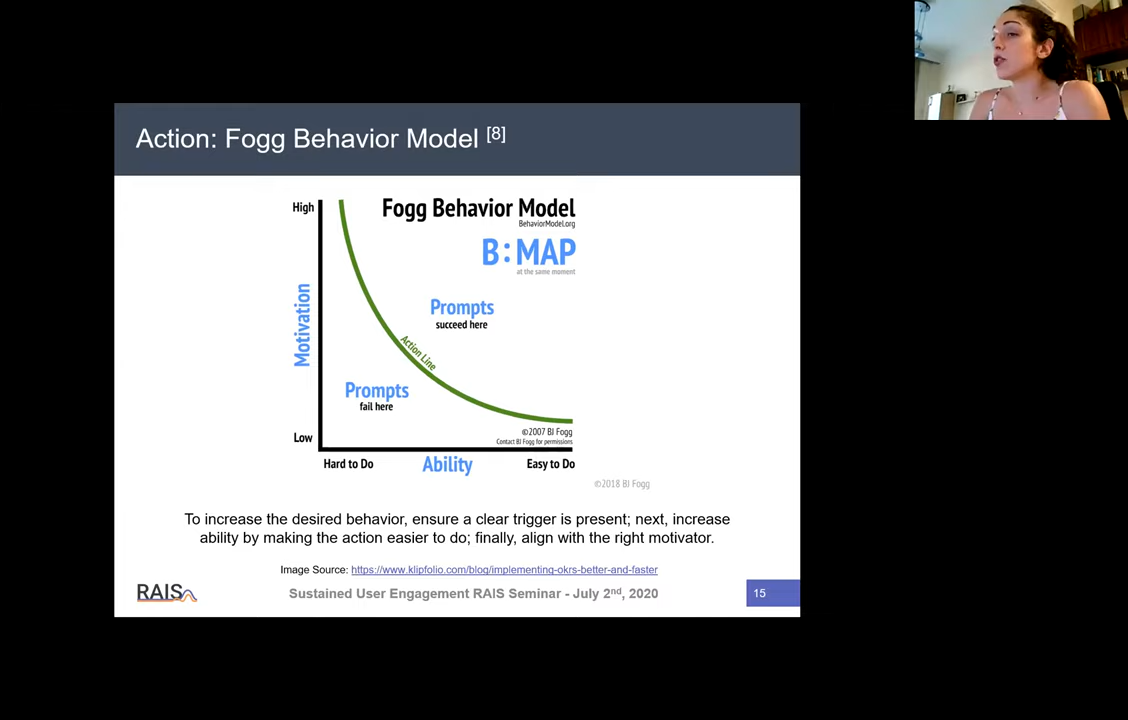 Action: Fogg Behavior Model [8]
High
Fogg Behavior Model
BehaviorModel.org
B:MAP
at the same moment
Motivation
Prompts
succeed here
Action Line
Prompts
fail here
©2007 BJ Fogg
Contact BJ Fogg for permissions
Low
Hard to Do
Ability
Easy to Do
©2018 BJ Fogg
To increase the desired behavior, ensure a clear trigger is present; next, increase
ability by making the action easier to do; finally, align with the right motivator.
Image Source: https://www.klipfolio.com/blog/implementing-okrs-better-and-faster
RAIS
Sustained User Engagement RAIS Seminar - July 2nd, 2020
15